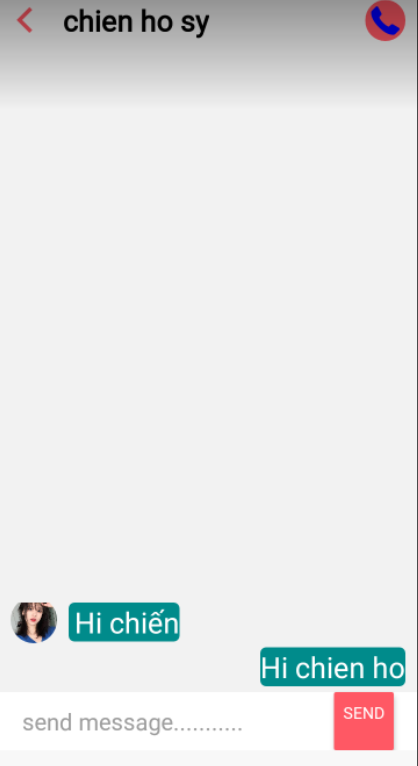 chien ho sy
Hi chiến
Hi chien ho
send message...........
SEND